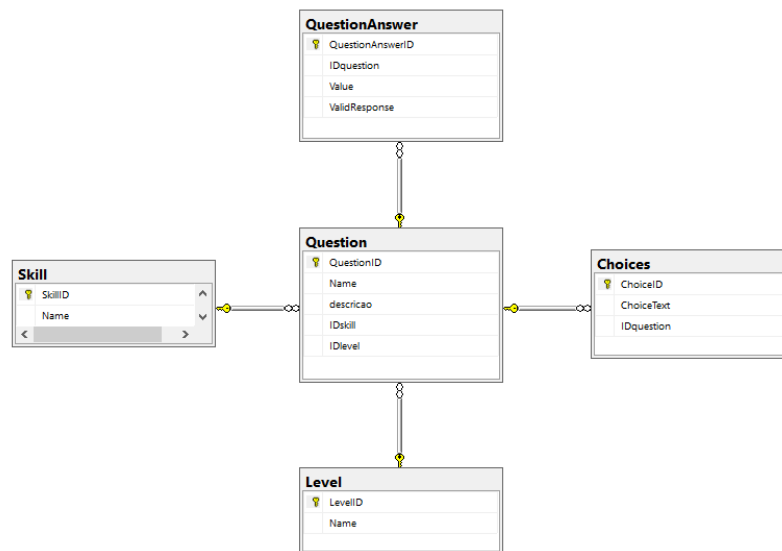 QuestionAnswer
QuestionAnswerID
IDquestion
Value
ValidResponse
Question
QuestionID
Name
descricao
IDskill
IDlevel
Skill
SkillID
Name
Choices
ChoiceID
ChoiceText
IDquestion
Level
LevelID
Name